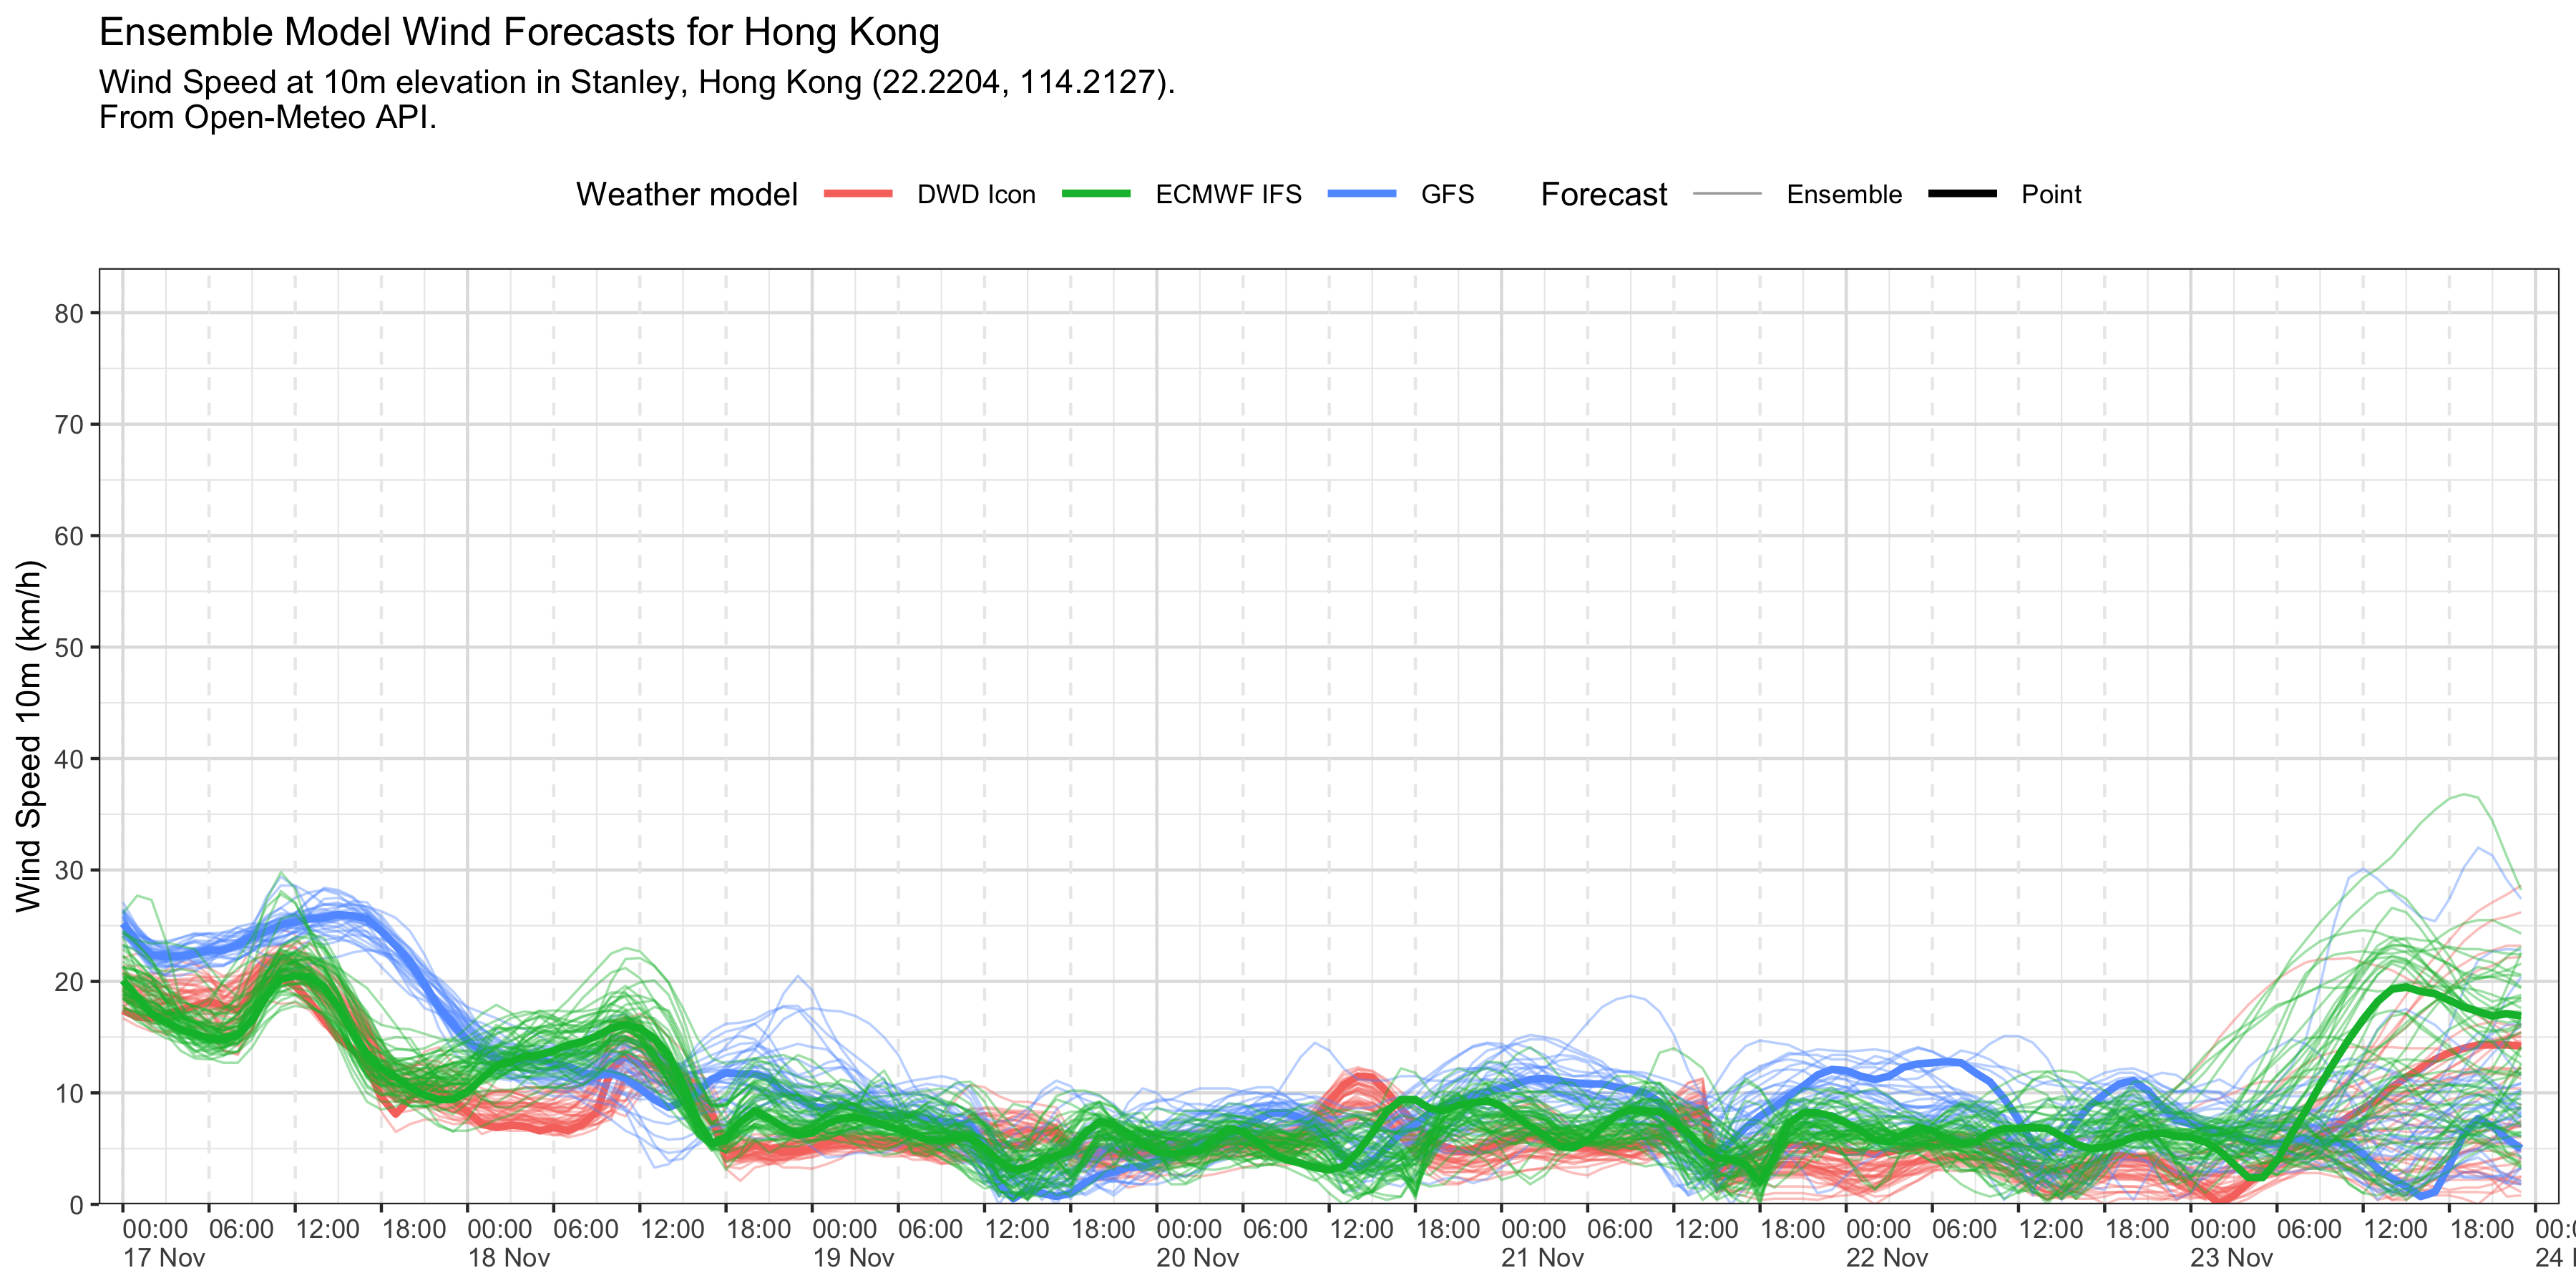 Ensemble Model Wind Forecasts for Hong Kong
Wind Speed at 10m elevation in Stanley, Hong Kong (22.2204, 114.2127).
From Open-Meteo API.
Weather model DWD Icon ECMWF IFS GFS Forecast Ensemble Point
Wind Speed 10m (km/h)
80
70
60
50
40
30
20
10
0
00:00 06:00 12:00 18:00 00:00 06:00 12:00 18:00 00:00 06:00 12:00 18:00 00:00 06:00 12:00 18:00 00:00 06:00 12:00 18:00 00:00 06:00 12:00 18:00 00:00 06:00 12:00 18:00 00:
17 Nov 18 Nov 19 Nov 20 Nov 21 Nov 22 Nov 23 Nov 24